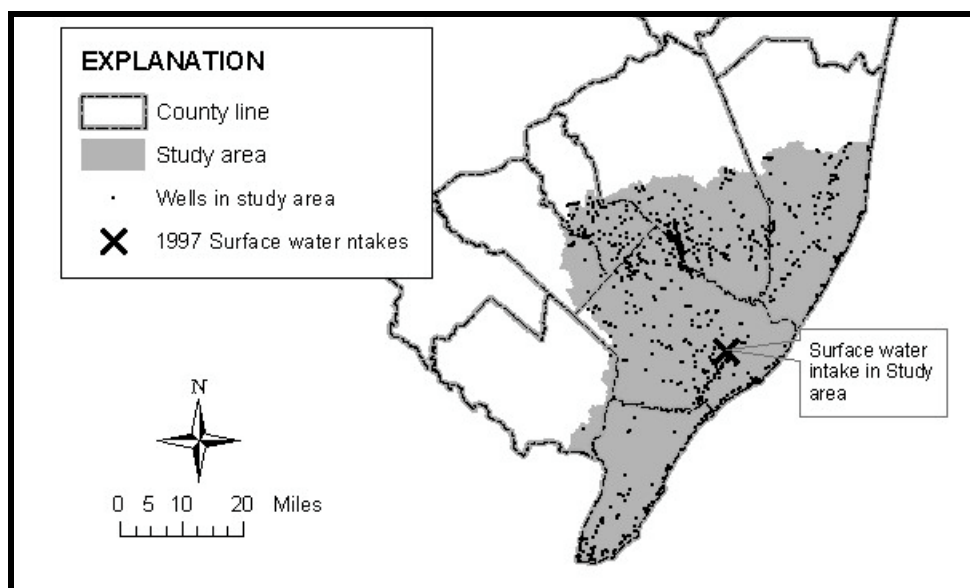 EXPLANATION
County line
Study area
Wells in study area
1997 Surface water ntakes
Surface water
intake in Study
area
N
0 5 10 20 Miles